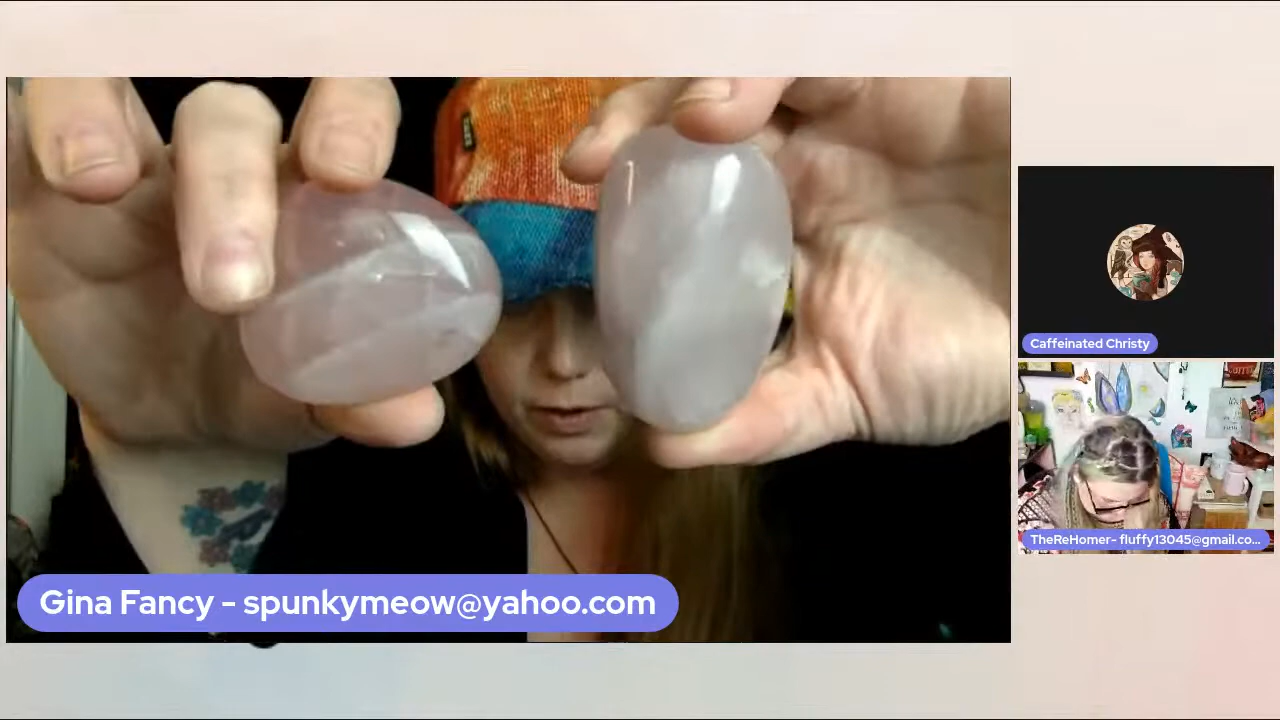 Gina Fancy - spunkymeow@yahoo.com
Caffeinated Christy
TheReHomer- fluffy13045@gmail.co...